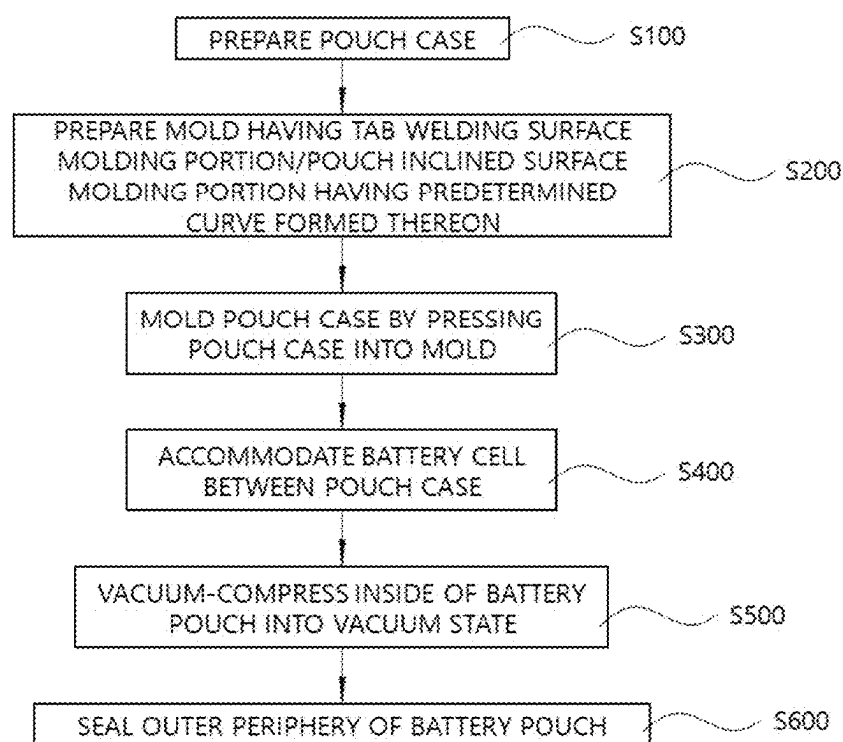 PREPARE POUCH CASE
S100
PREPARE MOLD HAVING TAB WELDING SURFACE
MOLDING PORTION/POUCH INCLINED SURFACE
MOLDING PORTION HAVING PREDETERMINED
CURVE FORMED THEREON
S200
MOLD POUCH CASE BY PRESSING
POUCH CASE INTO MOLD
S300
ACCOMMODATE BATTERY CELL
BETWEEN POUCH CASE
S400
VACUUM-COMPRESS INSIDE OF BATTERY
POUCH INTO VACUUM STATE
S500
SEAL OUTER PERIPHERY OF BATTERY POUCH
S600